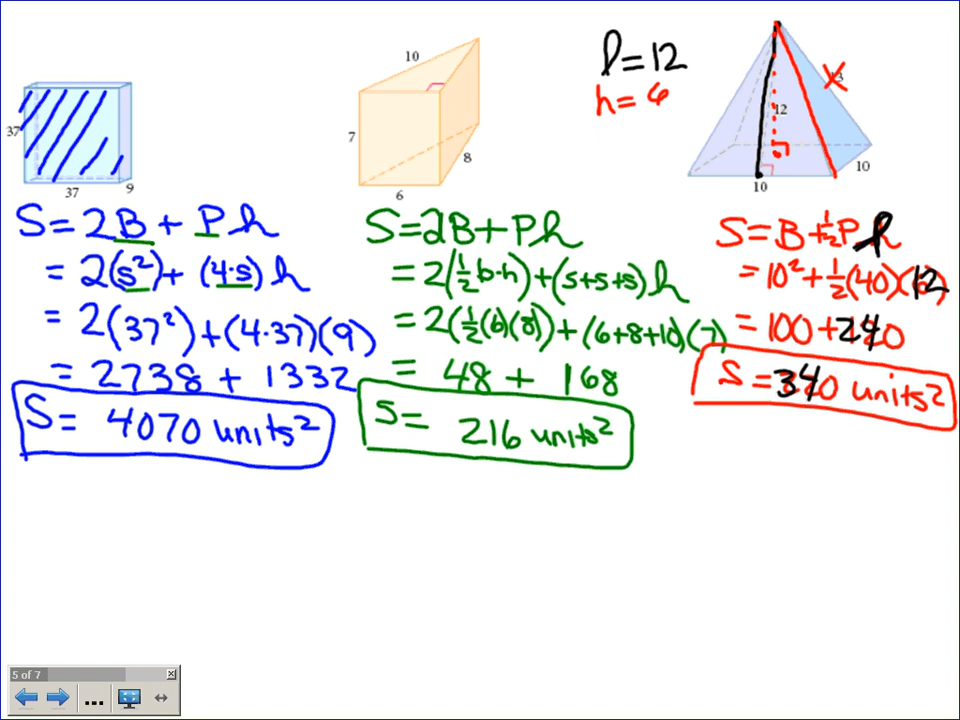 37
37
9
S = 2B + Ph
= 2(s²) + (4·s)h
= 2(37²) + (4·37)(9)
= 2738 + 1332
S = 4070 units²
10
7
8
6
S = 2B + Ph
= 2(½b·h) + (s+s+s)h
= 2(½(6)(8)) + (6+8+10)(7)
= 48 + 168
S = 216 units²
l = 12
h = 6
12
10
10
S = B + ½Pl
= 10² + ½(40)(12)
= 100 + 240
S = 340 units²
5 of 7